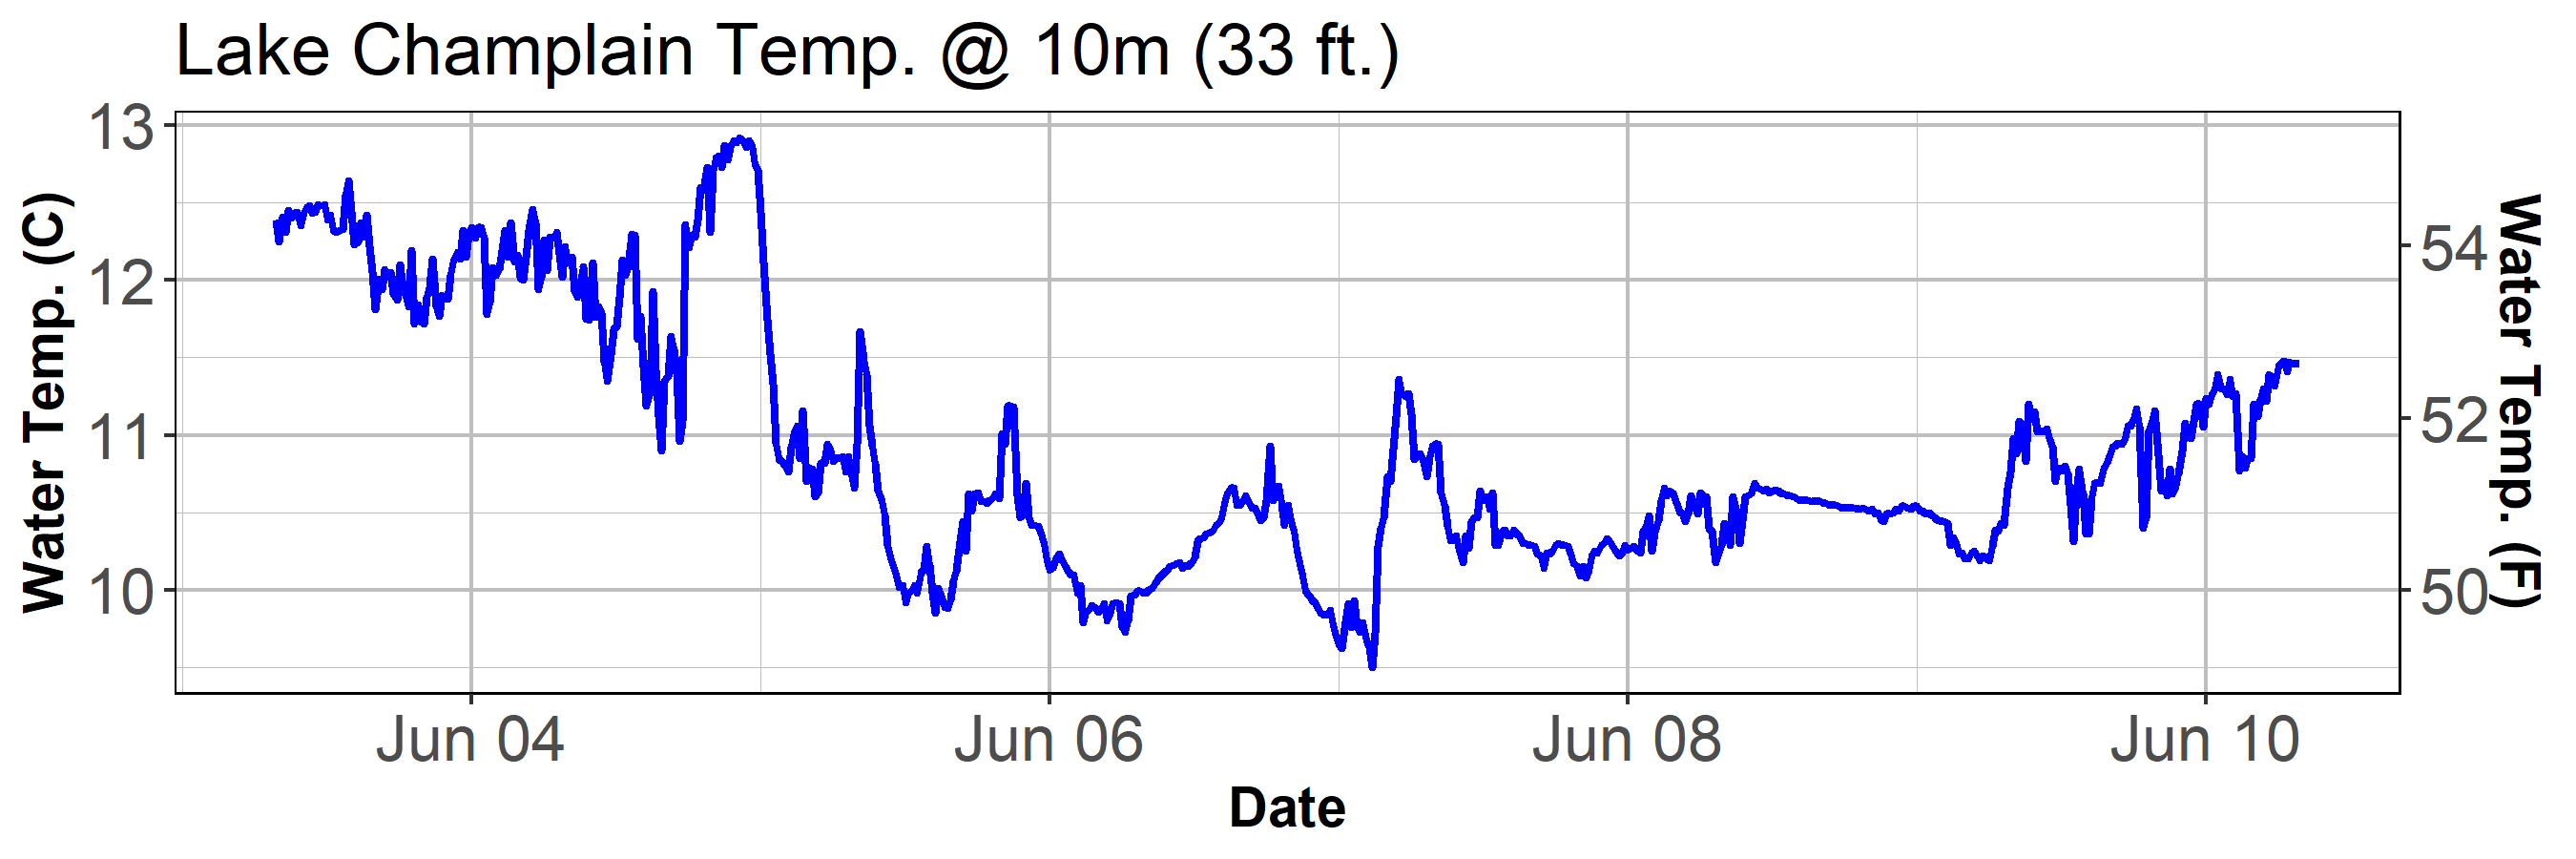 Lake Champlain Temp. @ 10m (33 ft.)
Water Temp. (C)
13
12
11
10
54
52
50
Water Temp. (F)
Jun 04
Jun 06
Jun 08
Jun 10
Date